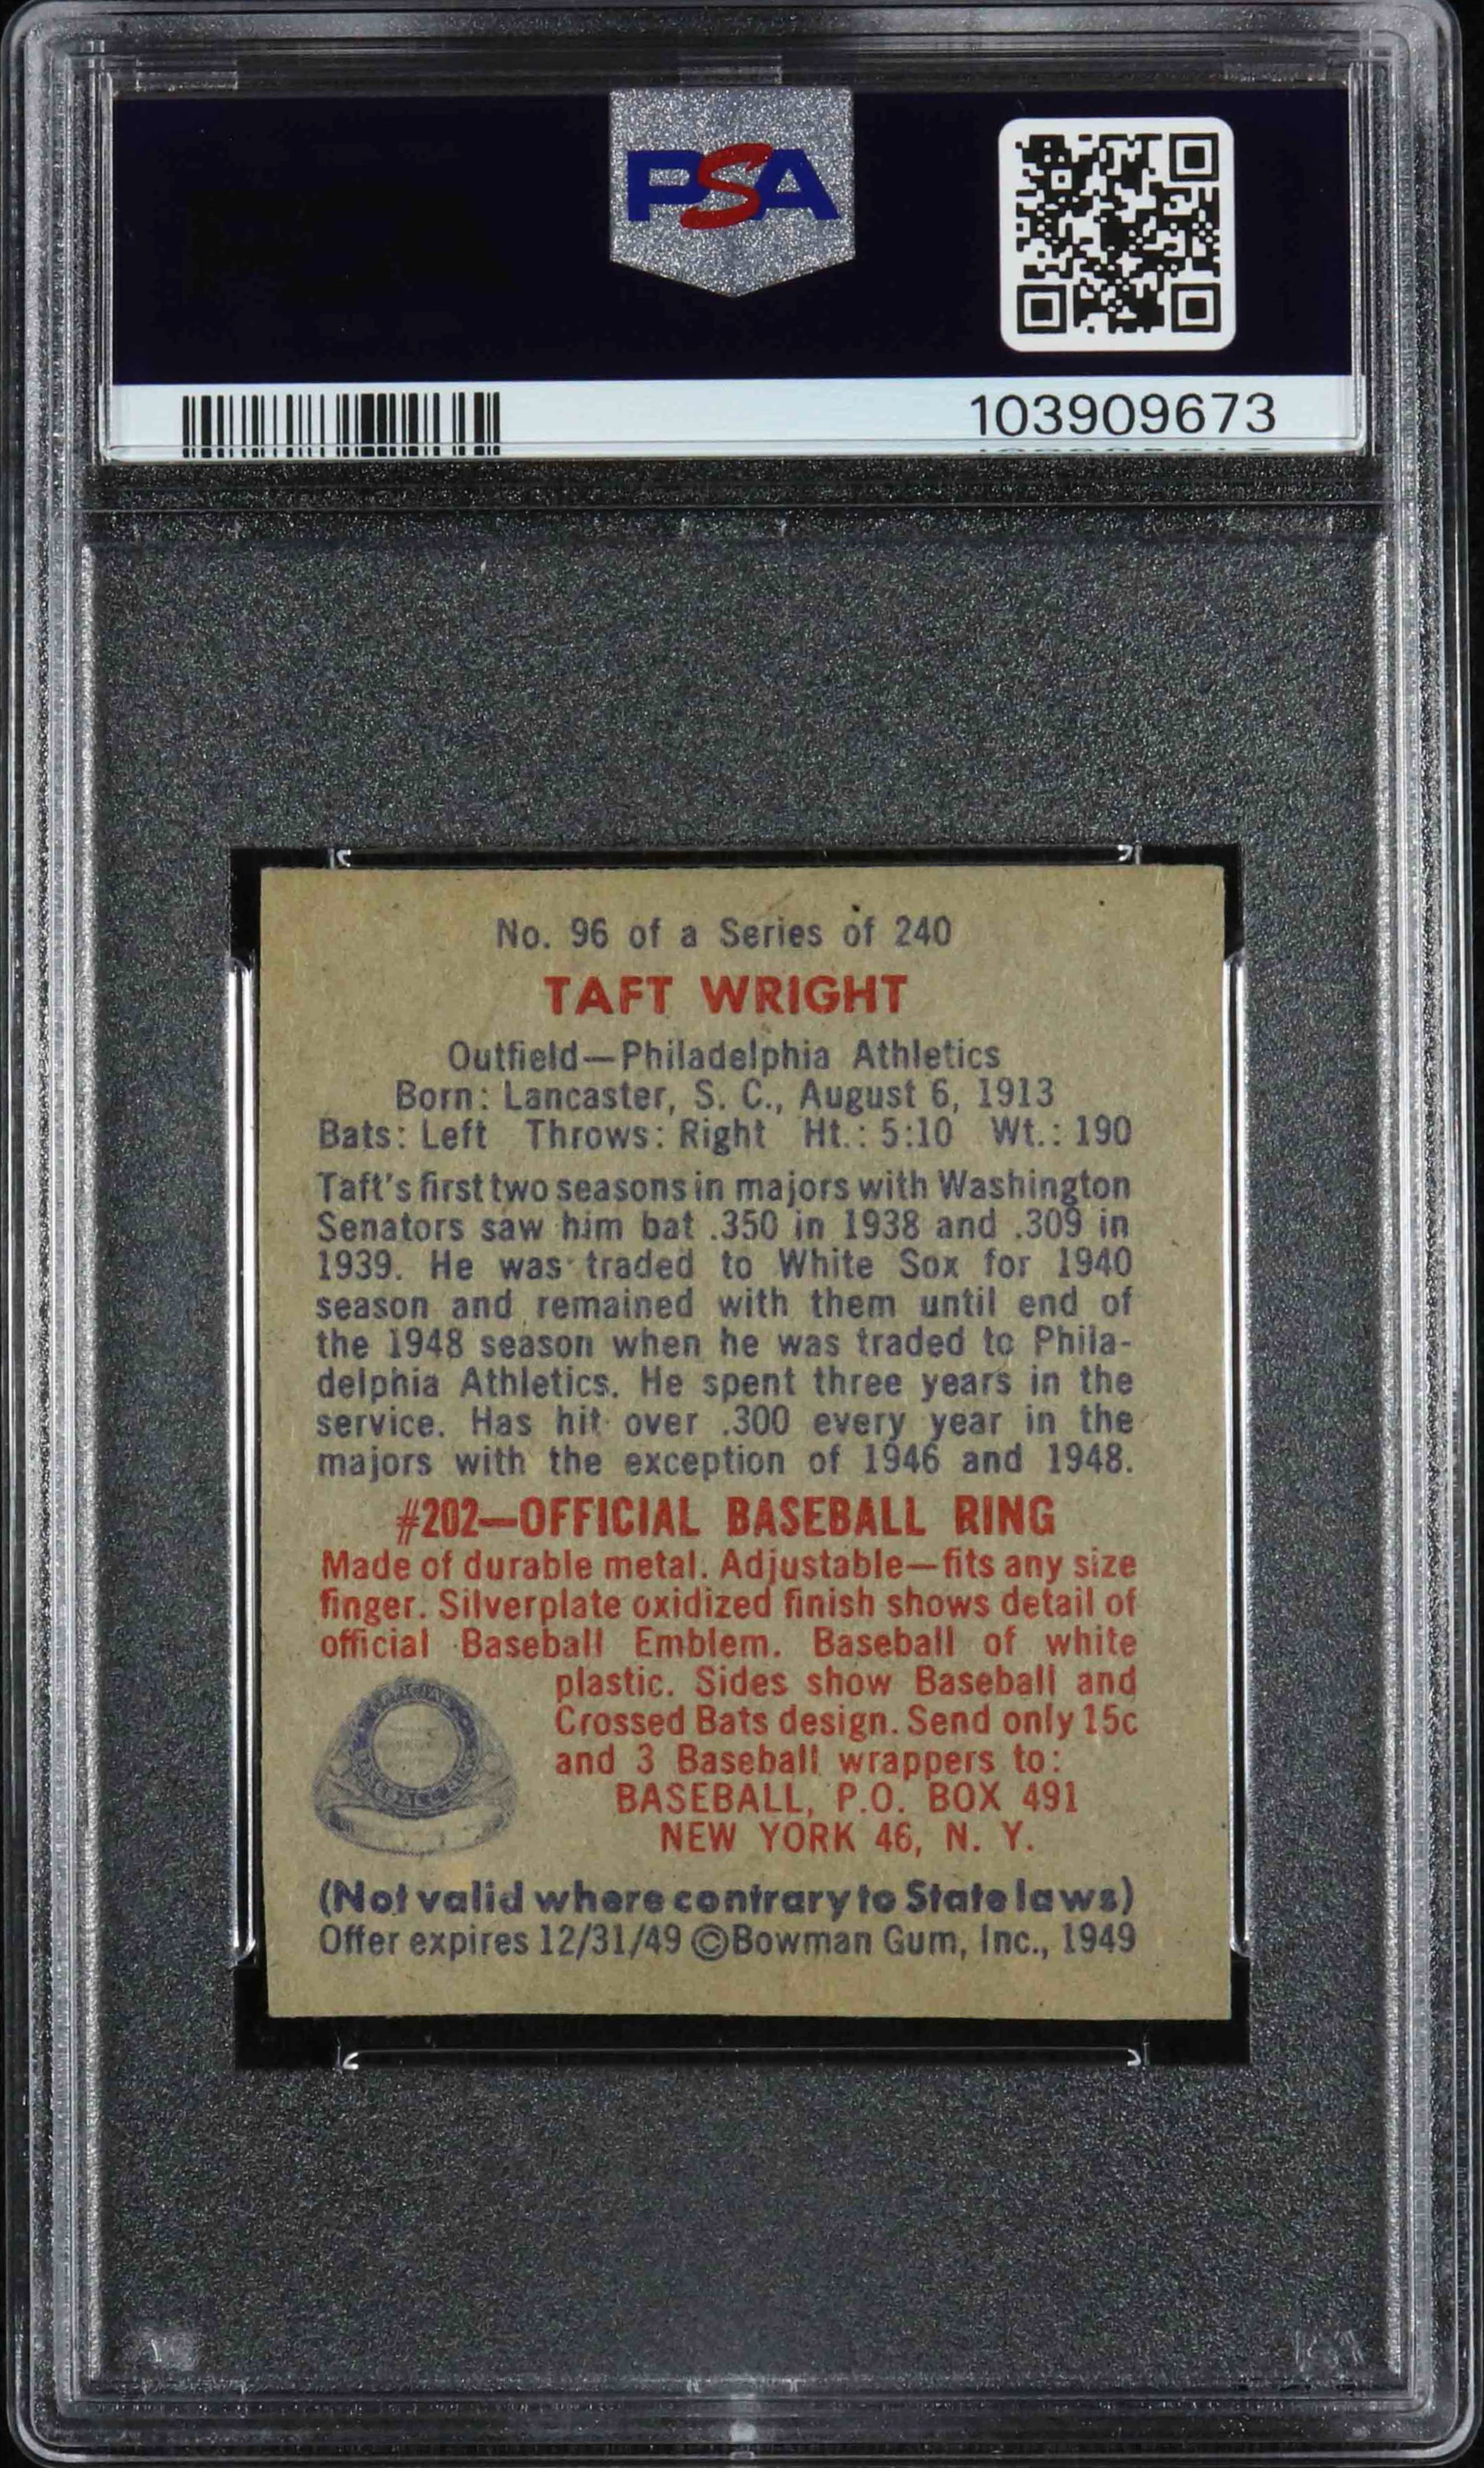 PSA
103909673
No. 96 of a Series of 240
TAFT WRIGHT
Outfield—Philadelphia Athletics
Born: Lancaster, S. C., August 6, 1913
Bats: Left Throws: Right Ht.: 5:10 Wt.: 190
Taft's first two seasons in majors with Washington
Senators saw him bat .350 in 1938 and .309 in
1939. He was traded to White Sox for 1940
season and remained with them until end of
the 1948 season when he was traded to Phila-
delphia Athletics. He spent three years in the
service. Has hit over .300 every year in the
majors with the exception of 1946 and 1948.
#202—OFFICIAL BASEBALL RING
Made of durable metal. Adjustable—fits any size
finger. Silverplate oxidized finish shows detail of
official Baseball Emblem. Baseball of white
plastic. Sides show Baseball and
Crossed Bats design. Send only 15c
and 3 Baseball wrappers to:
BASEBALL, P.O. BOX 491
NEW YORK 46, N. Y.
(Not valid where contrary to State laws)
Offer expires 12/31/49 ©Bowman Gum, Inc., 1949